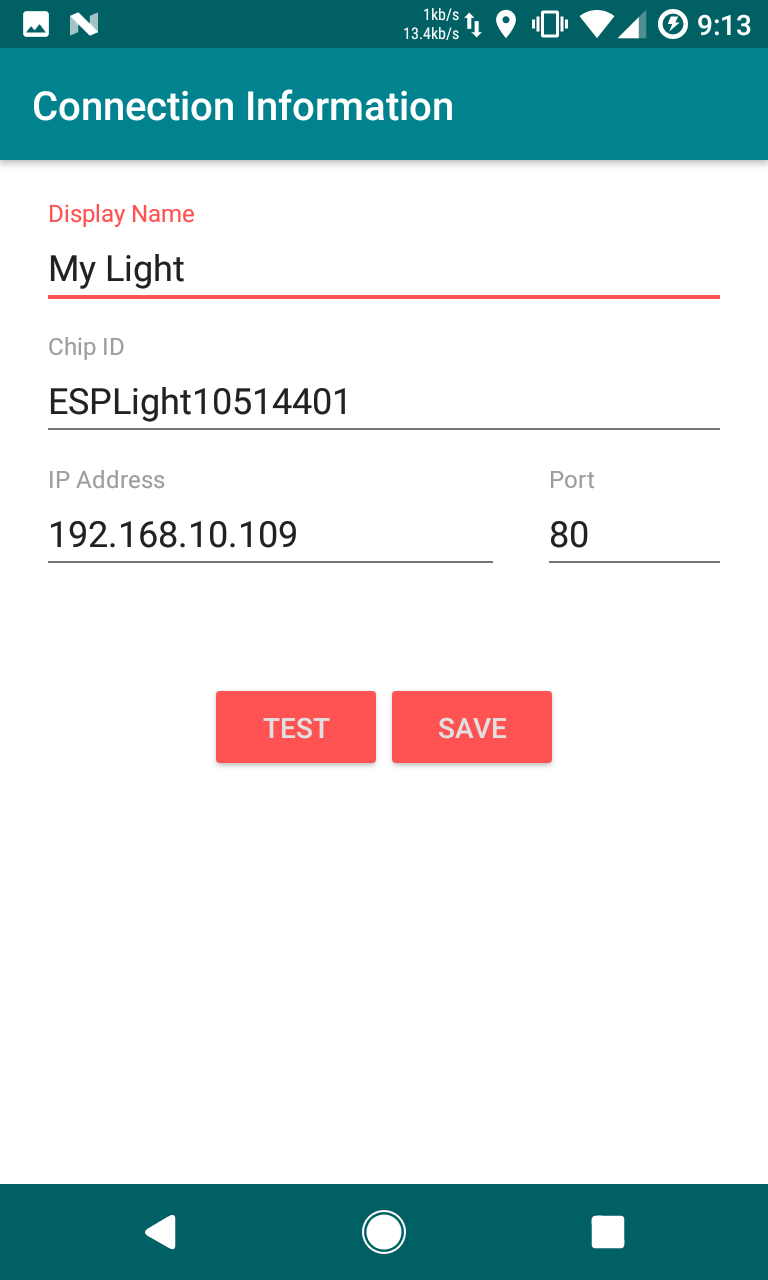 1kb/s
13.4kb/s
9:13
Connection Information
Display Name
My Light
Chip ID
ESPLight10514401
IP Address Port
192.168.10.109 80
TEST SAVE